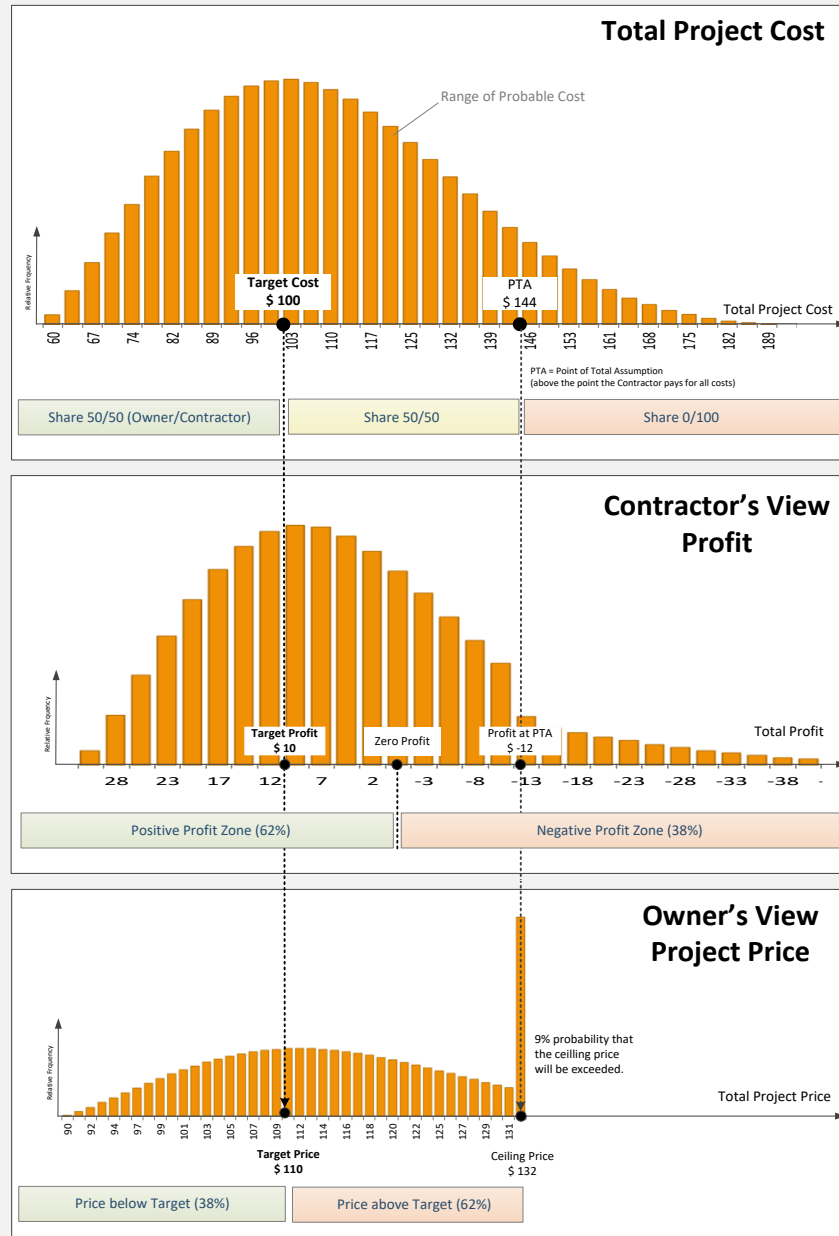 Total Project Cost
Range of Probable Cost
Relative Frquency
Target Cost
$ 100
PTA
$ 144
Total Project Cost
60 67 74 82 89 96 103 110 117 125 132 139 146 153 161 168 175 182 189
PTA = Point of Total Assumption
(above the point the Contractor pays for all costs)
Share 50/50 (Owner/Contractor)
Share 50/50
Share 0/100
Contractor's View
Profit
Relative Frquency
Target Profit
$ 10
Zero Profit
Profit at PTA
$ -12
Total Profit
28 23 17 12 7 2 -3 -8 -13 -18 -23 -28 -33 -38 -
Positive Profit Zone (62%)
Negative Profit Zone (38%)
Owner's View
Project Price
9% probability that
the ceilling price
will be exceeded.
Relative Frquency
Total Project Price
90 92 94 97 99 101 103 105 107 109 112 114 116 118 120 122 125 127 129 131
Target Price
$ 110
Ceiling Price
$ 132
Price below Target (38%)
Price above Target (62%)